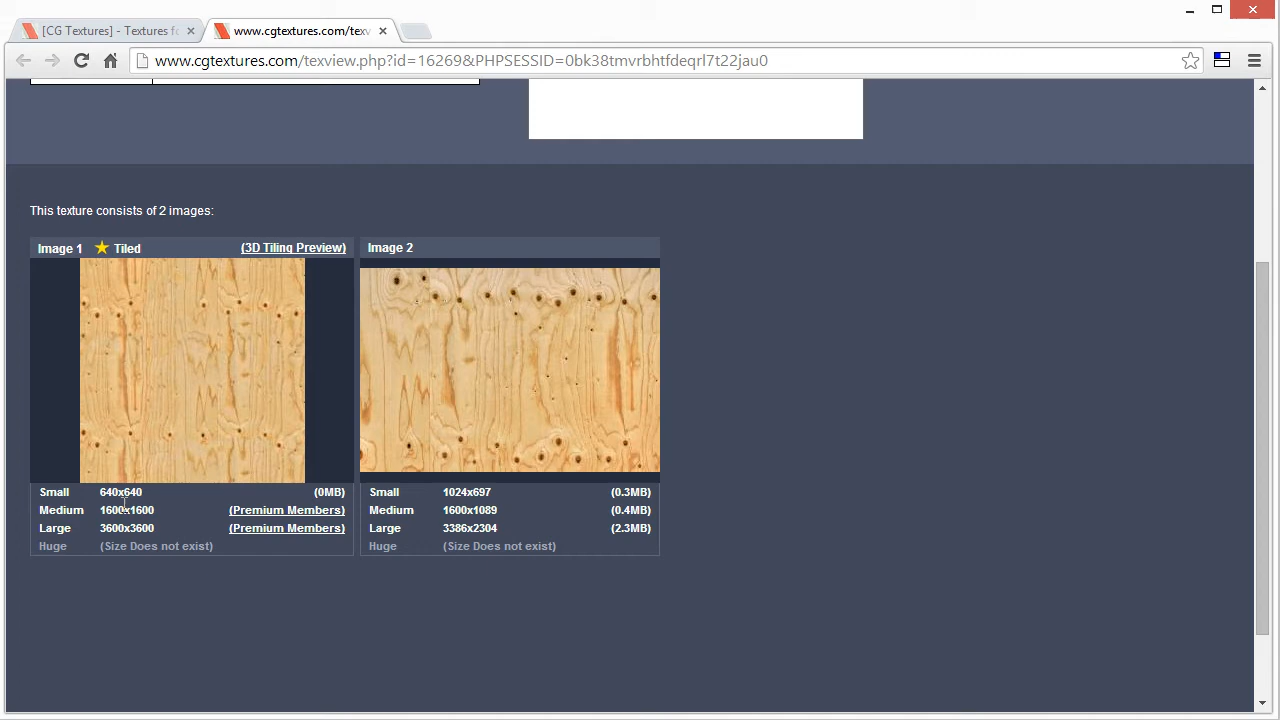 [CG Textures] - Textures fo
www.cgtextures.com/texv
www.cgtextures.com/texview.php?id=16269&PHPSESSID=0bk38tmvrbhtfdeqrl7t22jau0
This texture consists of 2 images:
Image 1 Tiled (3D Tiling Preview)
Small 640x640 (0MB)
Medium 1600x1600 (Premium Members)
Large 3600x3600 (Premium Members)
Huge (Size Does not exist)
Image 2
Small 1024x697 (0.3MB)
Medium 1600x1089 (0.4MB)
Large 3386x2304 (2.3MB)
Huge (Size Does not exist)